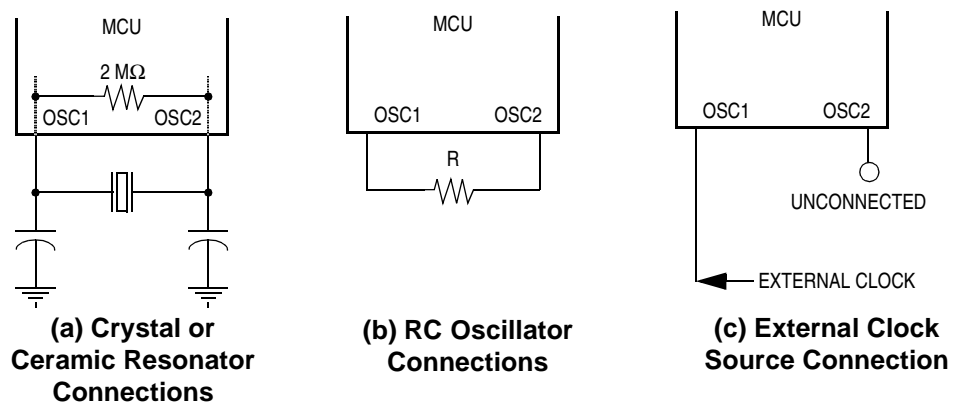 MCU
2 MΩ
OSC1
OSC2
(a) Crystal or
Ceramic Resonator
Connections
MCU
OSC1
OSC2
R
(b) RC Oscillator
Connections
MCU
OSC1
OSC2
UNCONNECTED
EXTERNAL CLOCK
(c) External Clock
Source Connection